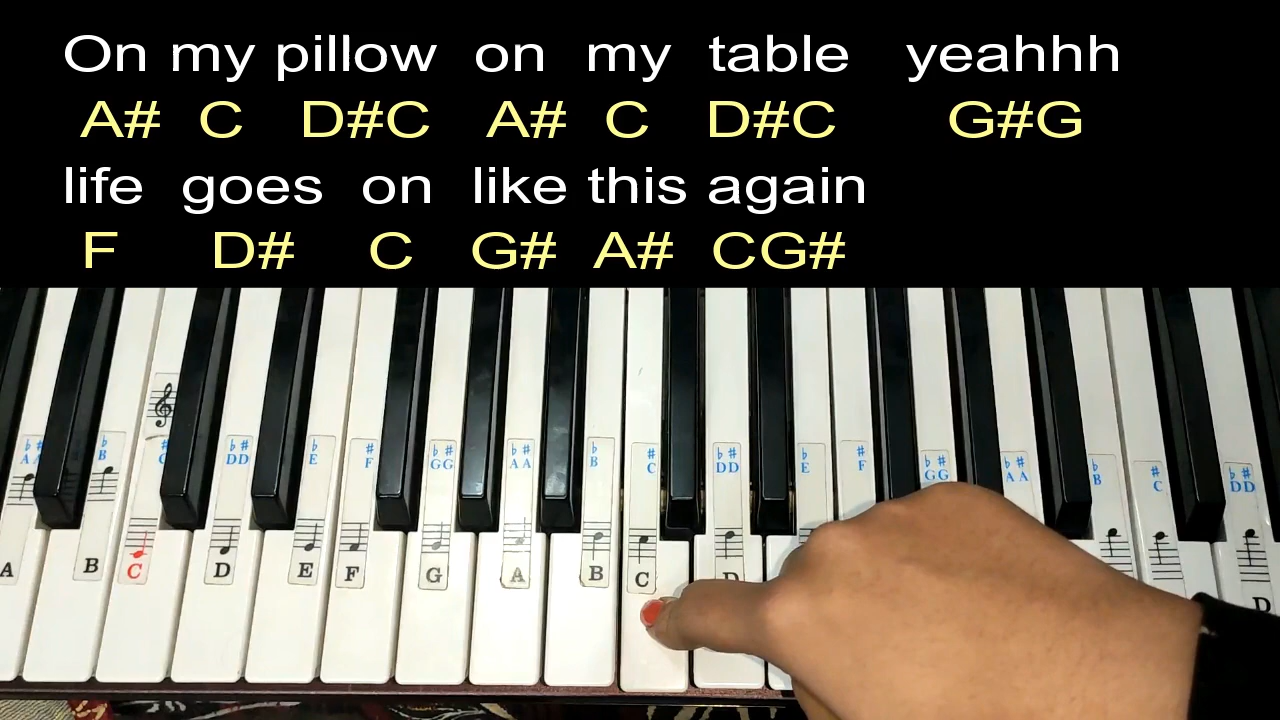 On my pillow on my table yeahhh
A# C D#C A# C D#C G#G
life goes on like this again
F D# C G# A# CG#
♭ ♯ ♭ ♯ ♭ ♯ ♭ ♯ ♭ ♯ ♭ ♯ ♭ ♯ ♭ ♯ ♭ ♯ ♭ ♯ ♭ ♯ ♭ ♯
A A B C D D E F G G A A B C D D E F G G A A B C D D
A B C D E F G A B C D D